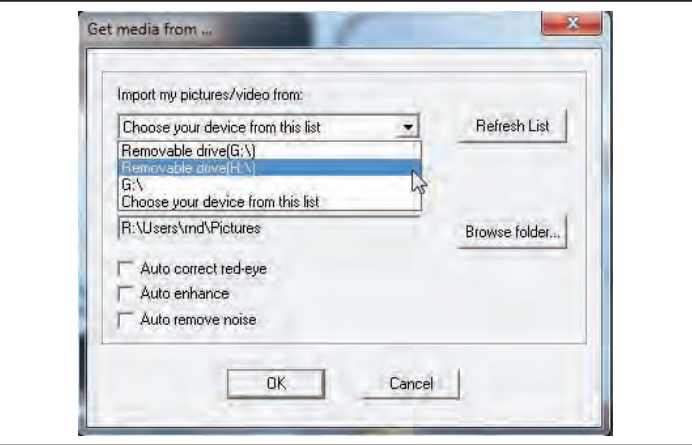 Get media from ...
Import my pictures/video from:
Choose your device from this list
Refresh List
Removable drive(G:\)
Removable drive(H:\)
G:\
Choose your device from this list
R:\Users\rnd\Pictures
Browse folder...
Auto correct red-eye
Auto enhance
Auto remove noise
OK
Cancel